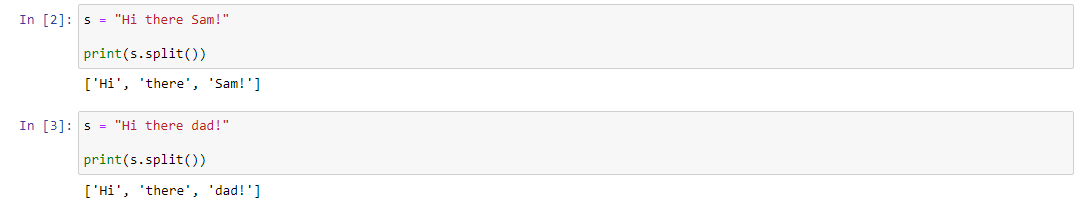 In [2]: s = "Hi there Sam!"
print(s.split())
['Hi', 'there', 'Sam!']
In [3]: s = "Hi there dad!"
print(s.split())
['Hi', 'there', 'dad!']